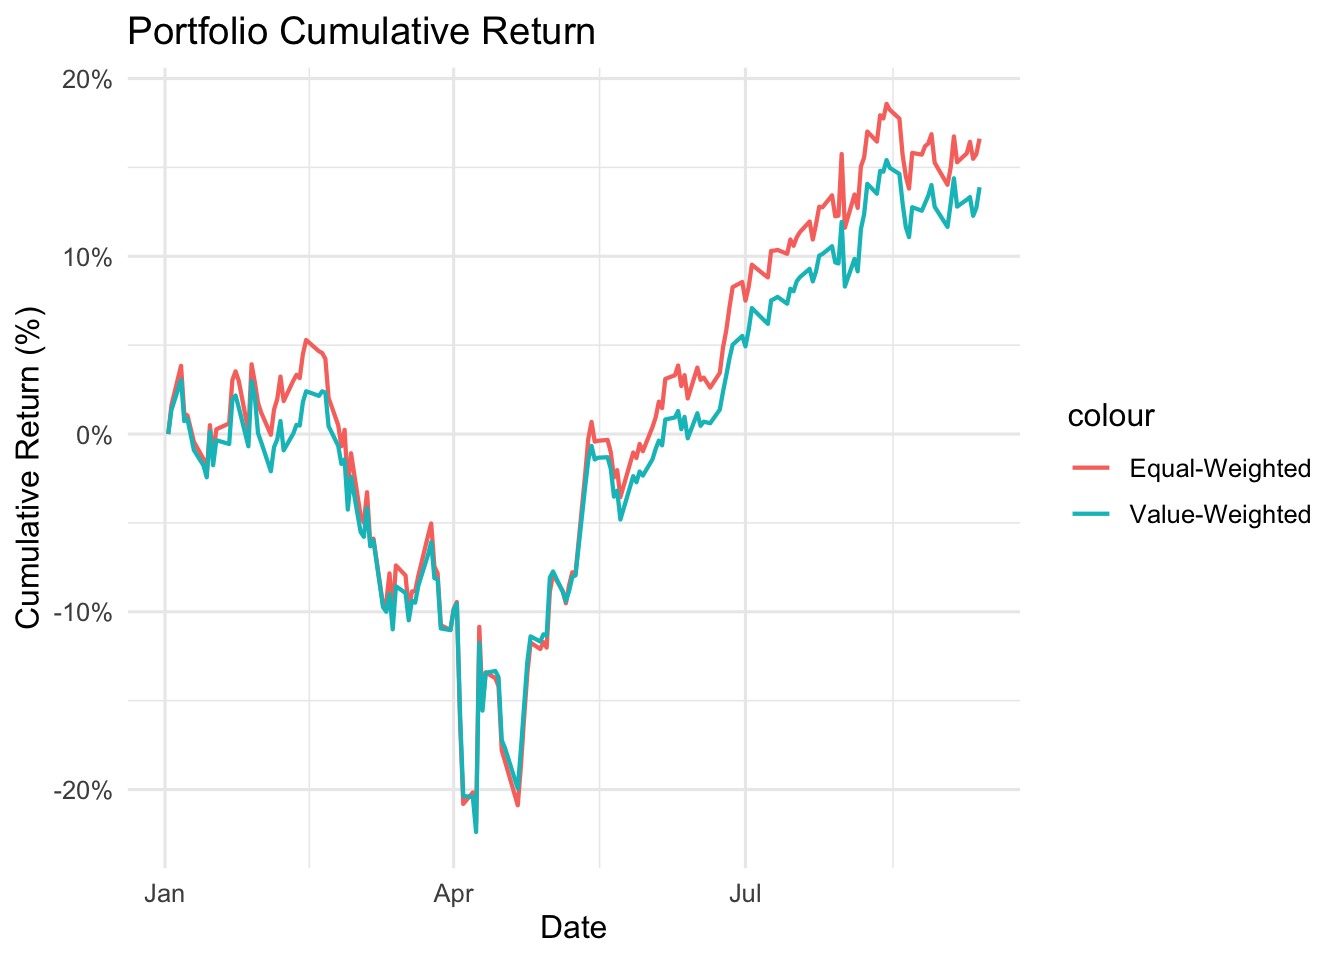 Portfolio Cumulative Return
20%
10%
0%
-10%
-20%
Cumulative Return (%)
Jan
Apr
Jul
Date
colour
Equal-Weighted
Value-Weighted